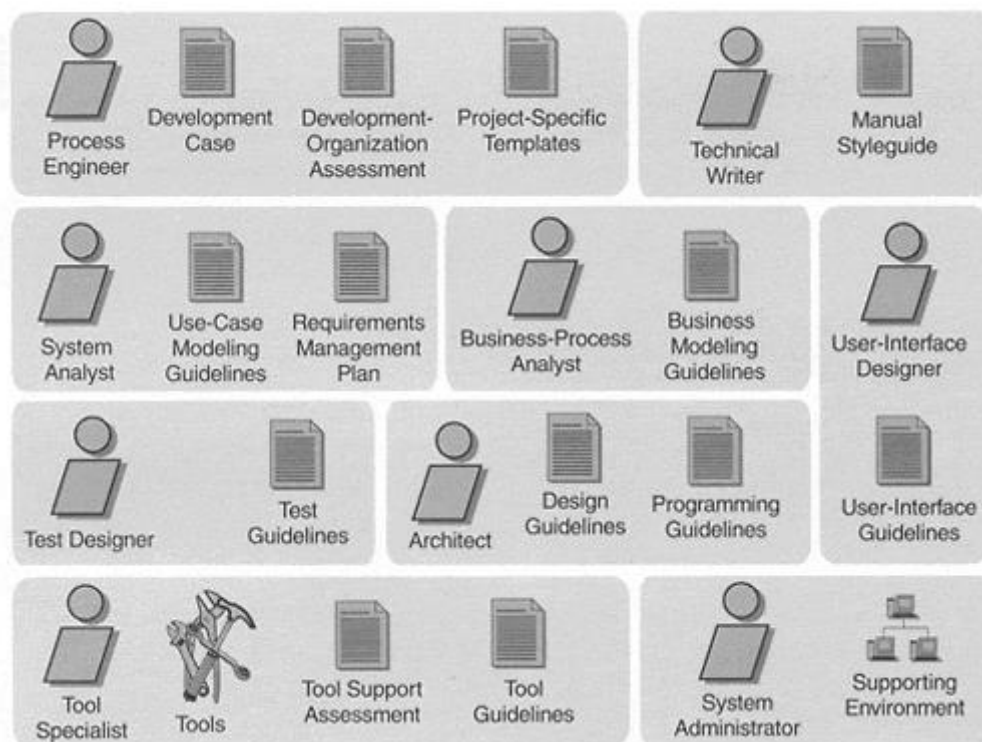 Process
Engineer
Development
Case
Development-
Organization
Assessment
Project-Specific
Templates
Technical
Writer
Manual
Styleguide
System
Analyst
Use-Case
Modeling
Guidelines
Requirements
Management
Plan
Business-Process
Analyst
Business
Modeling
Guidelines
User-Interface
Designer
Test Designer
Test
Guidelines
Architect
Design
Guidelines
Programming
Guidelines
User-Interface
Guidelines
Tool
Specialist
Tools
Tool Support
Assessment
Tool
Guidelines
System
Administrator
Supporting
Environment